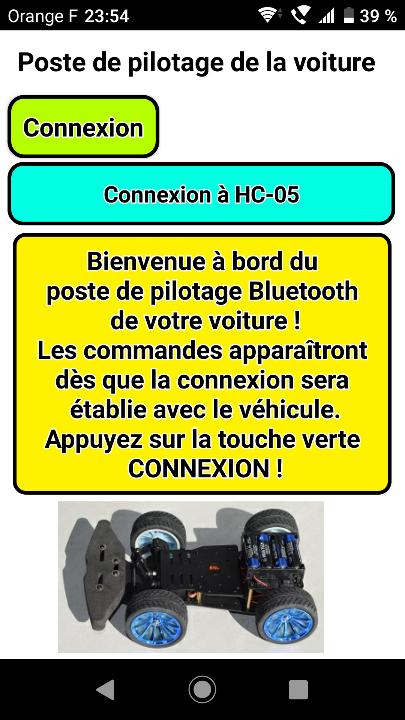 Orange F 23:54 39 %
Poste de pilotage de la voiture
Connexion
Connexion à HC-05
Bienvenue à bord du
poste de pilotage Bluetooth
de votre voiture !
Les commandes apparaîtront
dès que la connexion sera
établie avec le véhicule.
Appuyez sur la touche verte
CONNEXION !